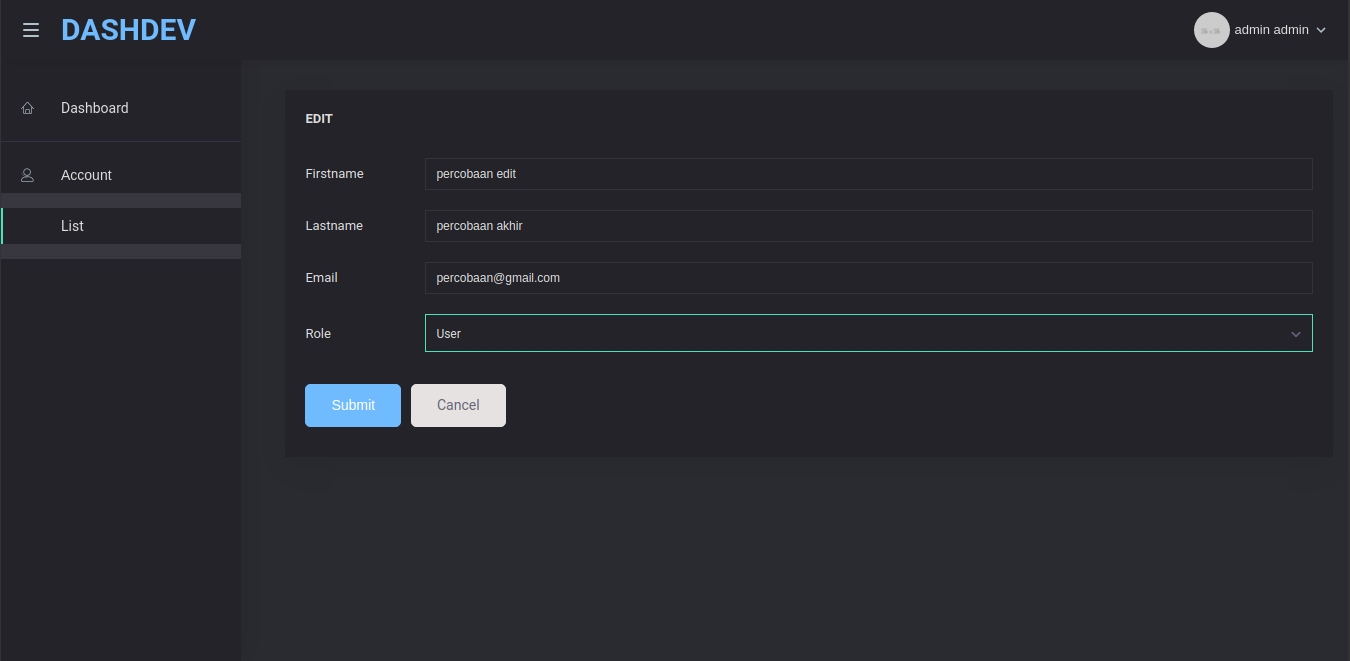 DASHDEV
admin admin
Dashboard
Account
List
EDIT
Firstname percobaan edit
Lastname percobaan akhir
Email percobaan@gmail.com
Role User
Submit Cancel